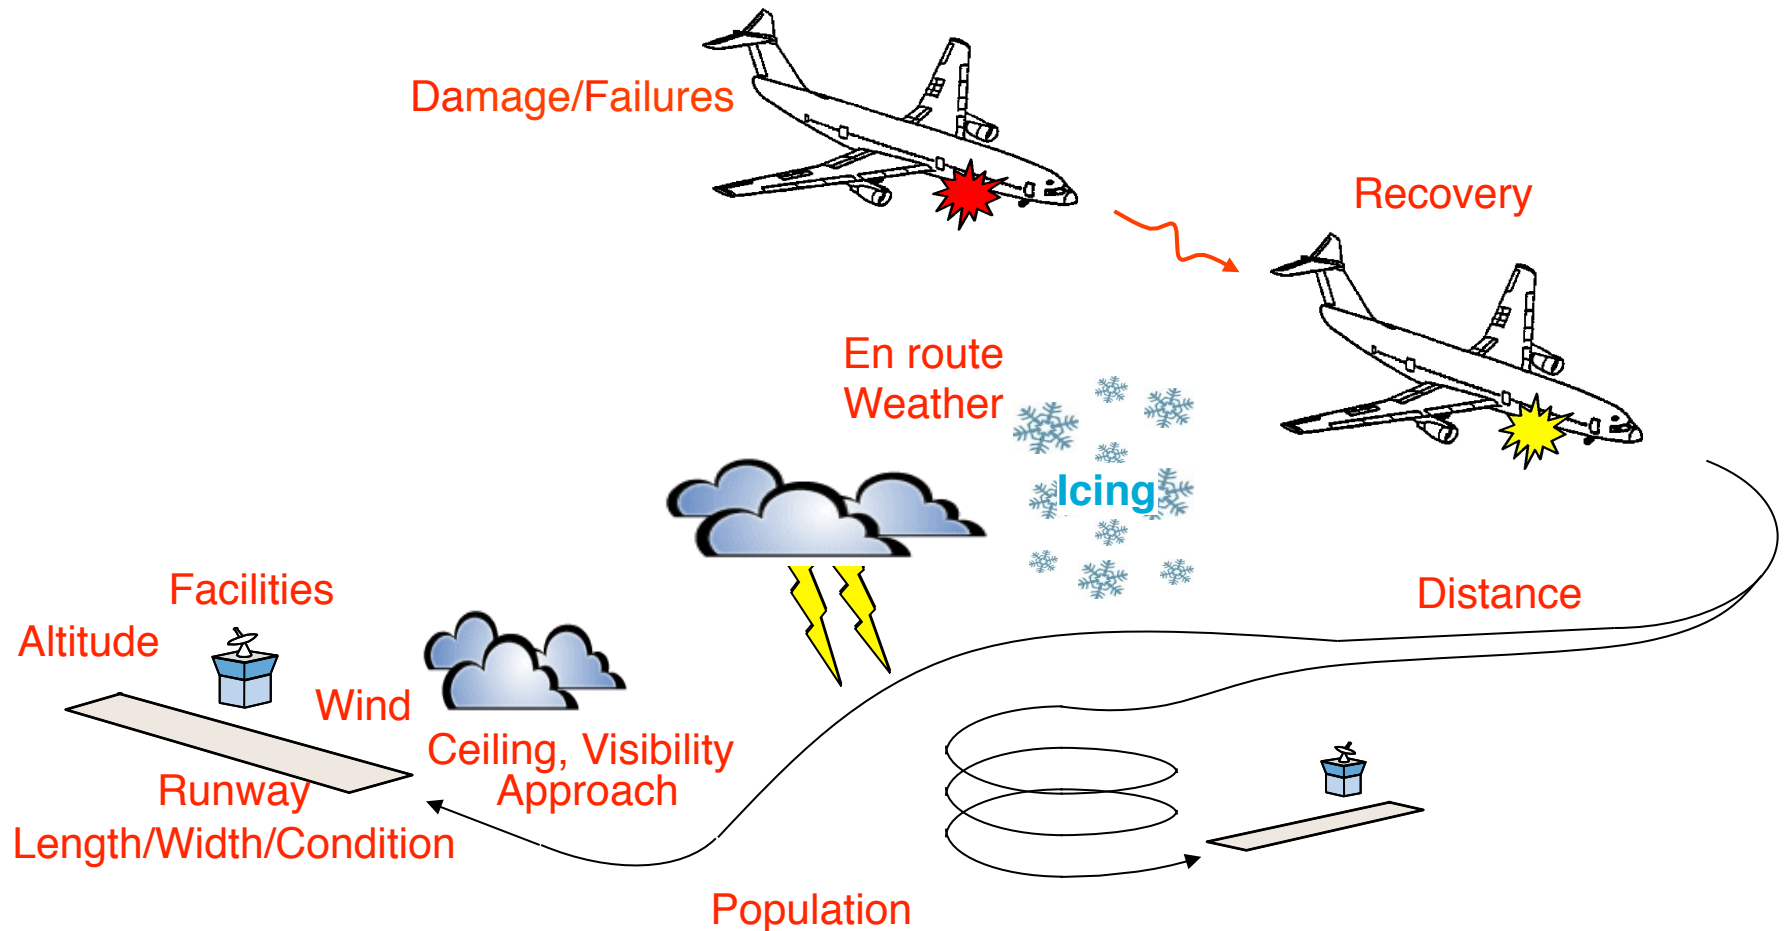 Damage/Failures
Recovery
En route
Weather
Icing
Distance
Facilities
Altitude
Wind
Ceiling, Visibility
Approach
Runway
Length/Width/Condition
Population